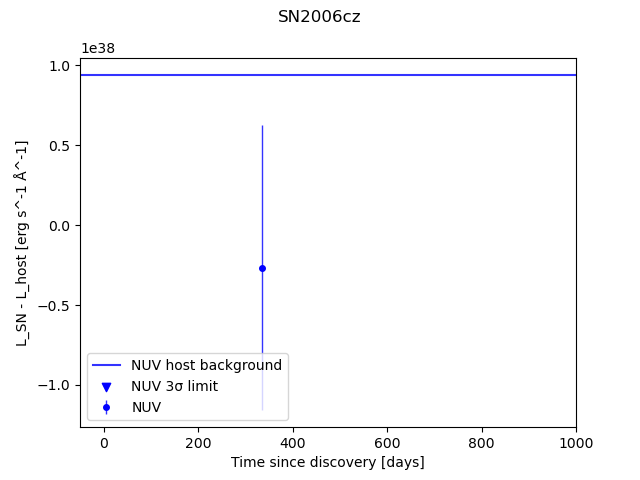 SN2006cz
1e38
1.0
0.5
0.0
−0.5
−1.0
L_SN - L_host [erg s^-1 Å^-1]
NUV host background
NUV 3σ limit
NUV
0 200 400 600 800 1000
Time since discovery [days]